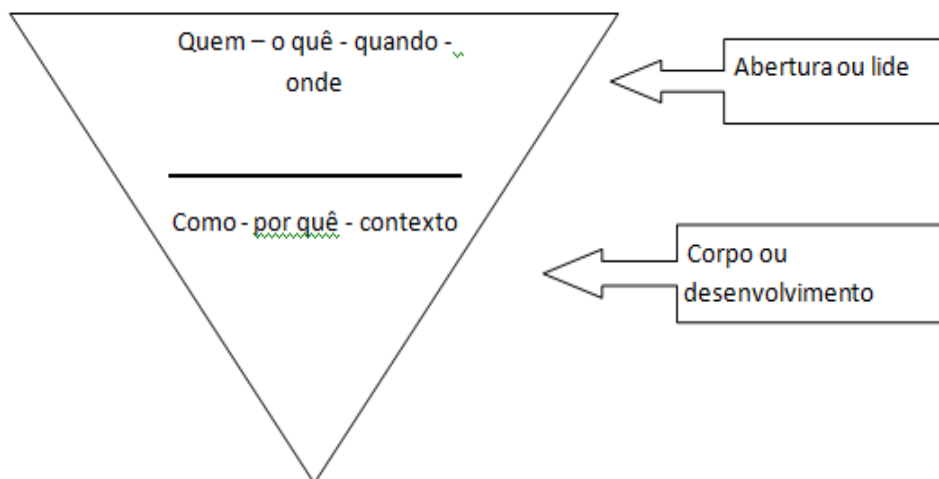 Quem – o quê - quando -
onde
Abertura ou lide
Como - por quê - contexto
Corpo ou
desenvolvimento